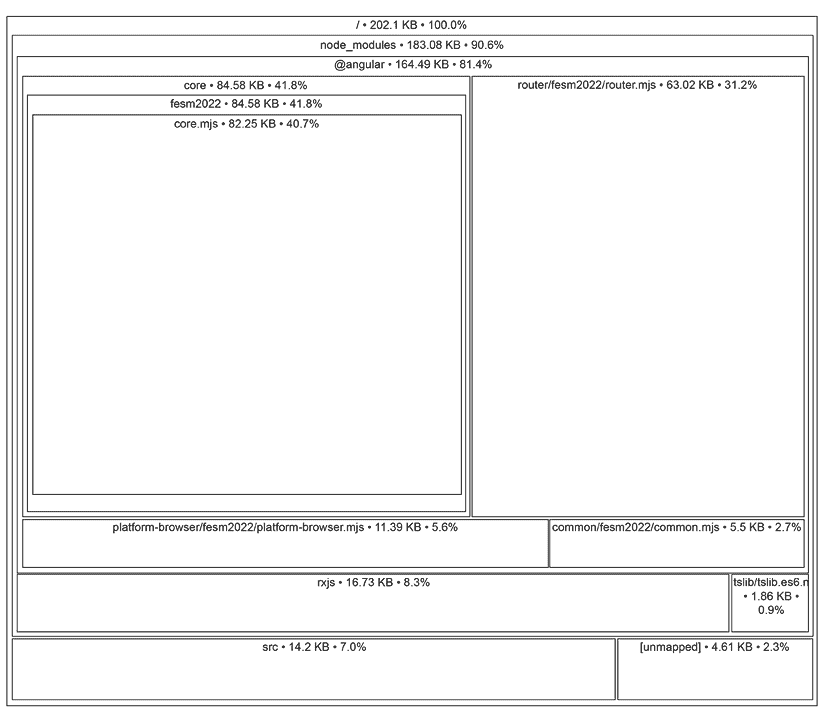 / • 202.1 KB • 100.0%
node_modules • 183.08 KB • 90.6%
@angular • 164.49 KB • 81.4%
core • 84.58 KB • 41.8%
router/fesm2022/router.mjs • 63.02 KB • 31.2%
fesm2022 • 84.58 KB • 41.8%
core.mjs • 82.25 KB • 40.7%
platform-browser/fesm2022/platform-browser.mjs • 11.39 KB • 5.6%
common/fesm2022/common.mjs • 5.5 KB • 2.7%
rxjs • 16.73 KB • 8.3%
tslib/tslib.es6.m
• 1.86 KB •
0.9%
src • 14.2 KB • 7.0%
[unmapped] • 4.61 KB • 2.3%